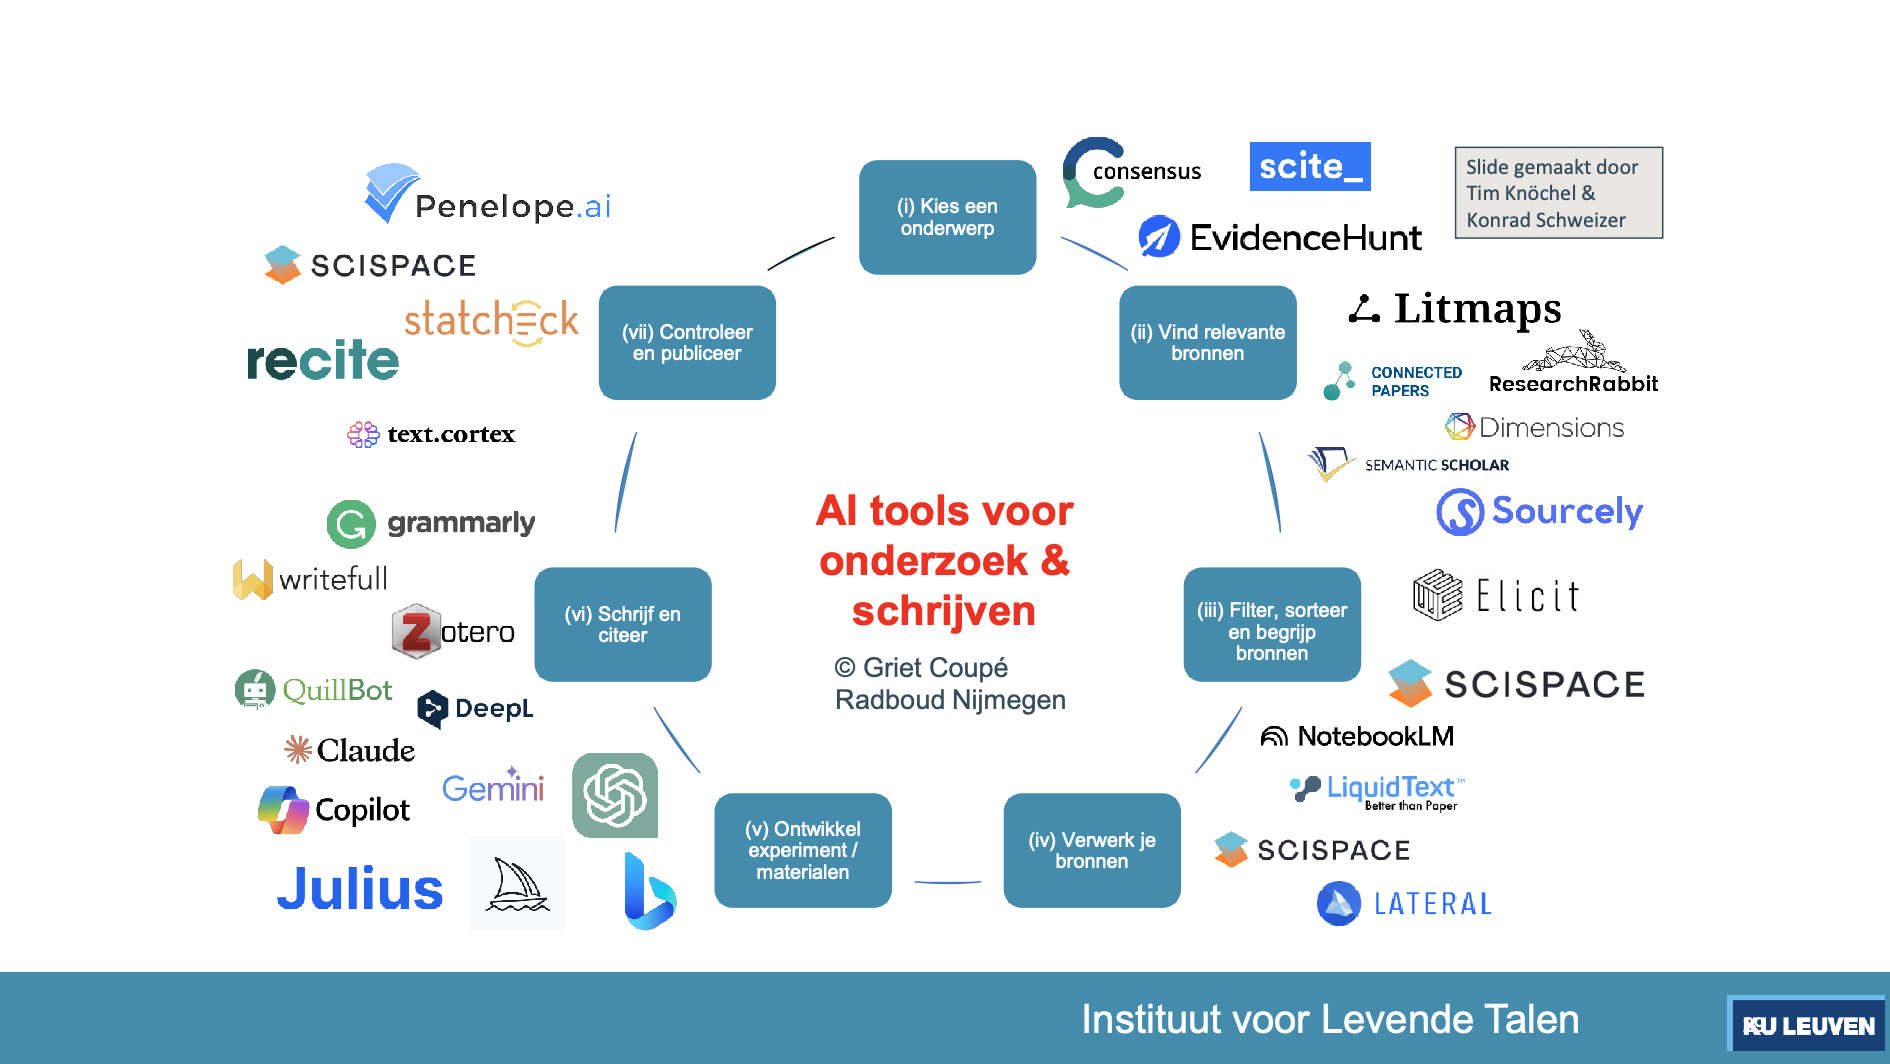 consensus
scite_
EvidenceHunt
Slide gemaakt door
Tim Knöchel &
Konrad Schweizer
(i) Kies een
onderwerp
Penelope.ai
SCISPACE
statcheck
recite
text.cortex
(vii) Controleer
en publiceer
(ii) Vind relevante
bronnen
Litmaps
CONNECTED
PAPERS
ResearchRabbit
Dimensions
SEMANTIC SCHOLAR
Sourcely
AI tools voor
onderzoek &
schrijven
© Griet Coupé
Radboud Nijmegen
grammarly
writefull
Zotero
QuillBot
DeepL
(vi) Schrijf en
citeer
(iii) Filter, sorteer
en begrijp
bronnen
Elicit
SCISPACE
Claude
Gemini
Copilot
Julius
(v) Ontwikkel
experiment /
materialen
(iv) Verwerk je
bronnen
NotebookLM
LiquidText™
Better than Paper
SCISPACE
LATERAL
Instituut voor Levende Talen
KU LEUVEN